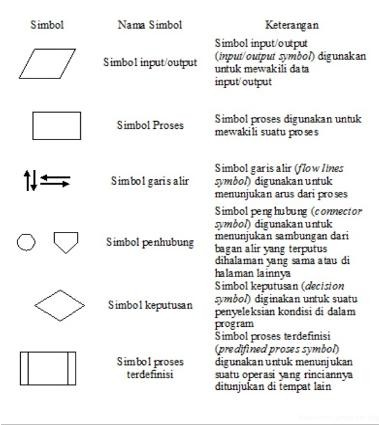 Simbol Nama Simbol Keterangan
Simbol input/output
Simbol input/output
(input/output symbol) digunakan
untuk mewakili data
input/output
Simbol Proses
Simbol proses digunakan untuk
mewakili suatu proses
Simbol garis alir
Simbol garis alir (flow lines
symbol) digunakan untuk
menunjukan arus dari proses
Simbol penhubung
Simbol penghubung (connector
symbol) digunakan untuk
menunjukan sambungan dari
bagan alir yang terputus
dihalaman yang sama atau di
halaman lainnya
Simbol keputusan
Simbol keputusan (decision
symbol) diginakan untuk suatu
penyeleksian kondisi di dalam
program
Simbol proses
terdefinisi
Simbol proses terdefinisi
(predifined proses symbol)
digunakan untuk menunjukan
suatu operasi yang rinciannya
ditunjukan di tempat lain